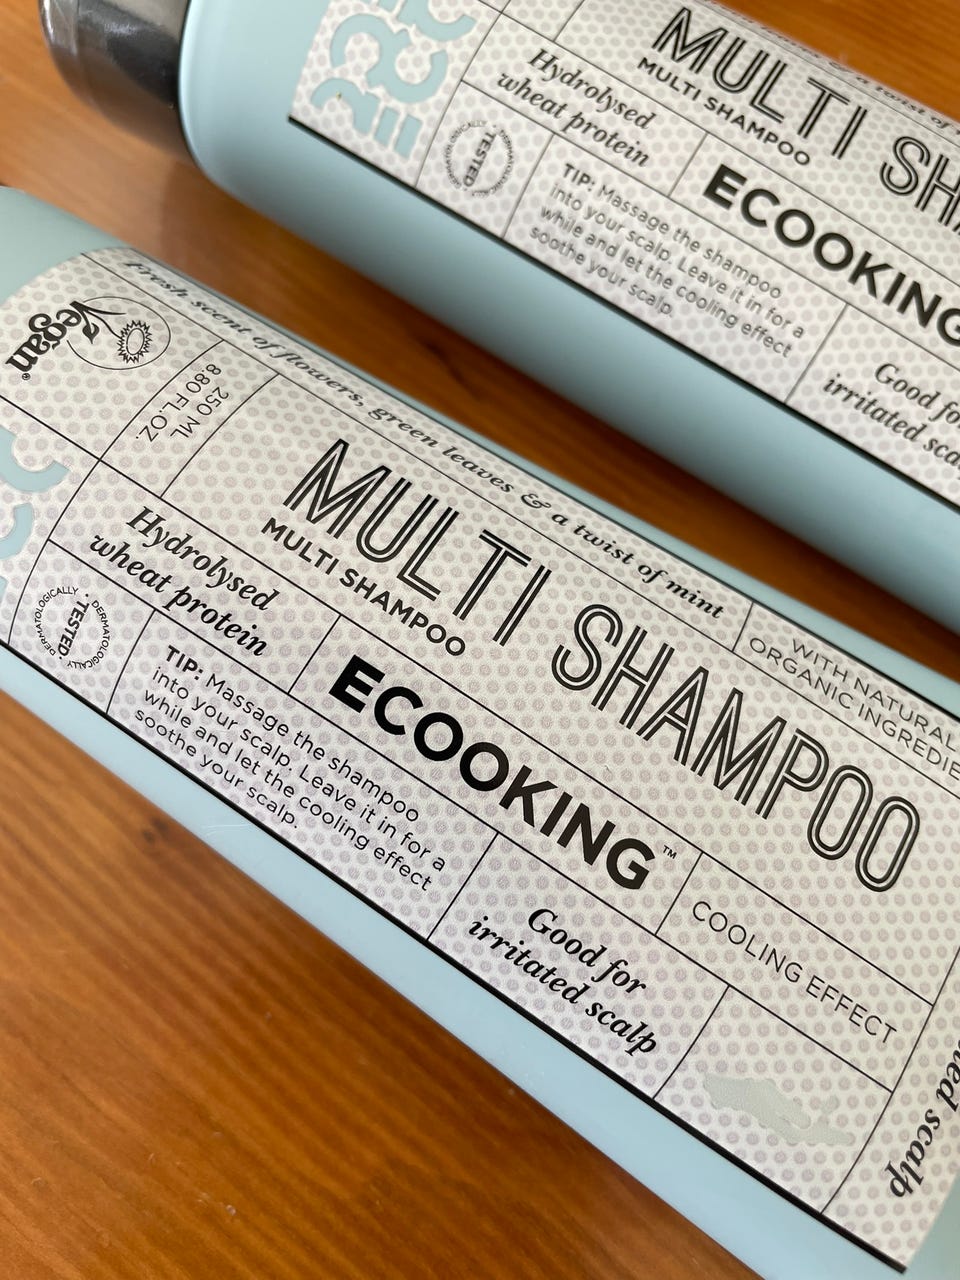 MULTI SH
MULTI SHAMPOO
Hydrolysed
wheat protein
DERMATOLOGICALLY
TESTED
ECOOKING
TIP: Massage the shampoo
into your scalp. Leave it in for a
while and let the cooling effect
soothe your scalp.
Good for
irritated
Vegan
250 ML
8.80 FL.OZ.
Fresh scent of flowers, green leaves & a twist of mint
WITH NATURAL
ORGANIC
MULTI SHAMPOO
MULTI SHAMPOO
Hydrolysed
wheat protein
DERMATOLOGICALLY · DERMATOLOGICALLY ·
TESTED
ECOOKING™
TIP: Massage the shampoo
into your scalp. Leave it in for a
while and let the cooling effect
soothe your scalp.
COOLING EFFECT
Good for
irritated scalp
scalp